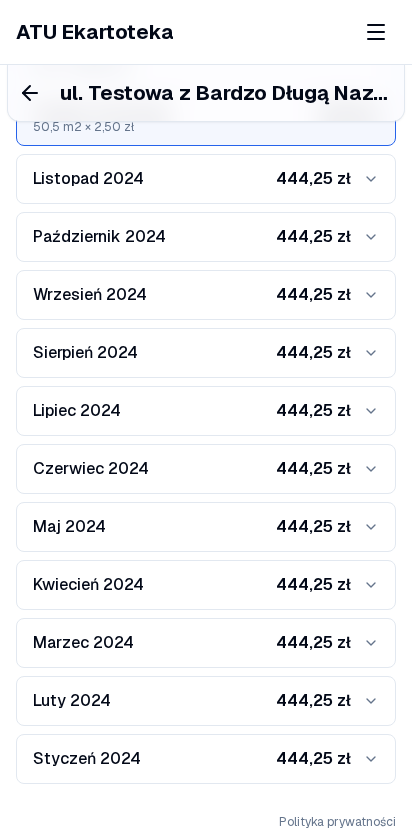 ATU Ekartoteka
ul. Testowa z Bardzo Długą Naz...
50,5 m2 × 2,50 zł
Listopad 2024 444,25 zł
Październik 2024 444,25 zł
Wrzesień 2024 444,25 zł
Sierpień 2024 444,25 zł
Lipiec 2024 444,25 zł
Czerwiec 2024 444,25 zł
Maj 2024 444,25 zł
Kwiecień 2024 444,25 zł
Marzec 2024 444,25 zł
Luty 2024 444,25 zł
Styczeń 2024 444,25 zł
Polityka prywatności